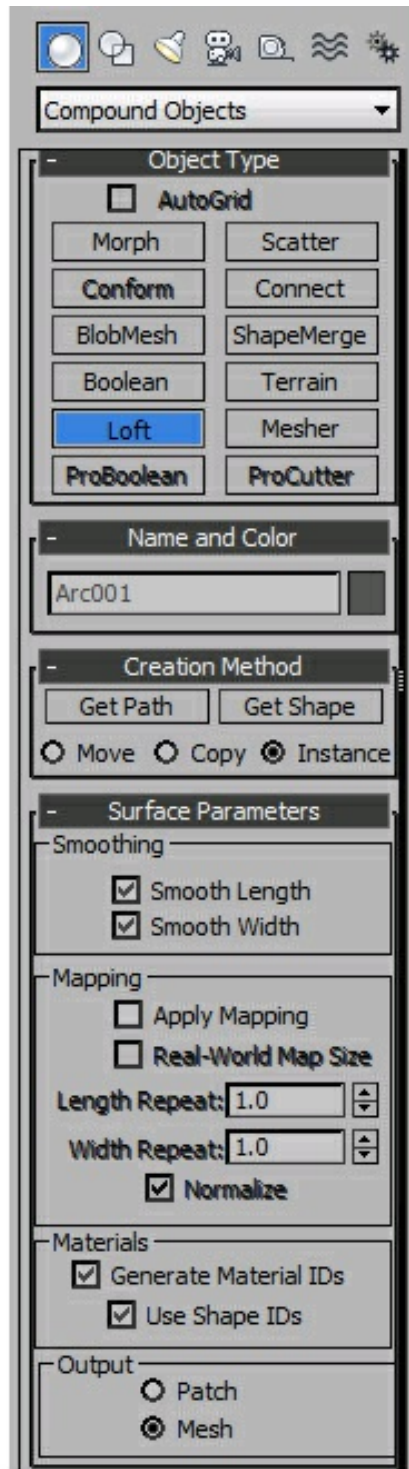 Compound Objects
- Object Type
AutoGrid
Morph Scatter
Conform Connect
BlobMesh ShapeMerge
Boolean Terrain
Loft Mesher
ProBoolean ProCutter
- Name and Color
Arc001
- Creation Method
Get Path Get Shape
Move Copy Instance
- Surface Parameters
Smoothing
Smooth Length
Smooth Width
Mapping
Apply Mapping
Real-World Map Size
Length Repeat: 1.0
Width Repeat: 1.0
Normalize
Materials
Generate Material IDs
Use Shape IDs
Output
Patch
Mesh